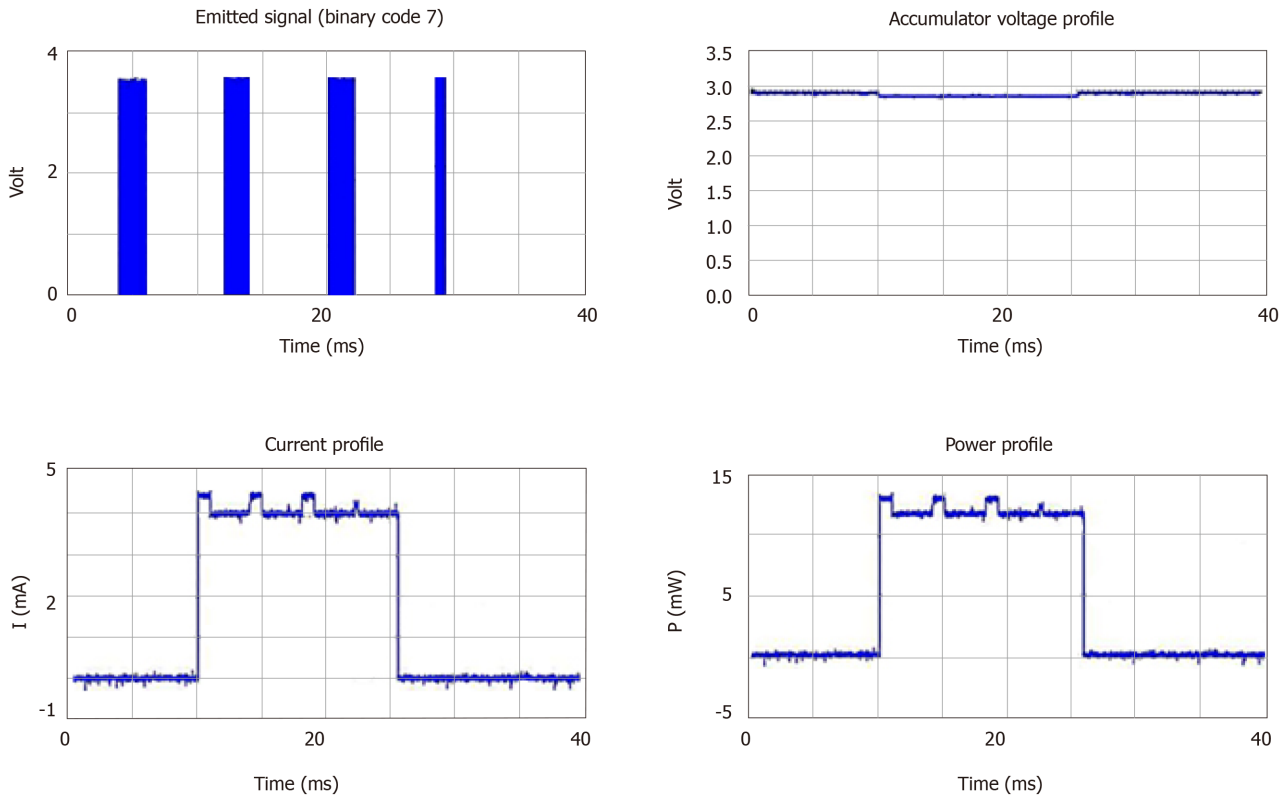 Emitted signal (binary code 7)
4
2
0
Volt
0
20
40
Time (ms)
Accumulator voltage profile
3.5
3.0
2.5
2.0
1.5
1.0
0.5
0.0
Volt
0
20
40
Time (ms)
Current profile
5
2
-1
I (mA)
0
20
40
Time (ms)
Power profile
15
5
-5
P (mW)
0
20
40
Time (ms)